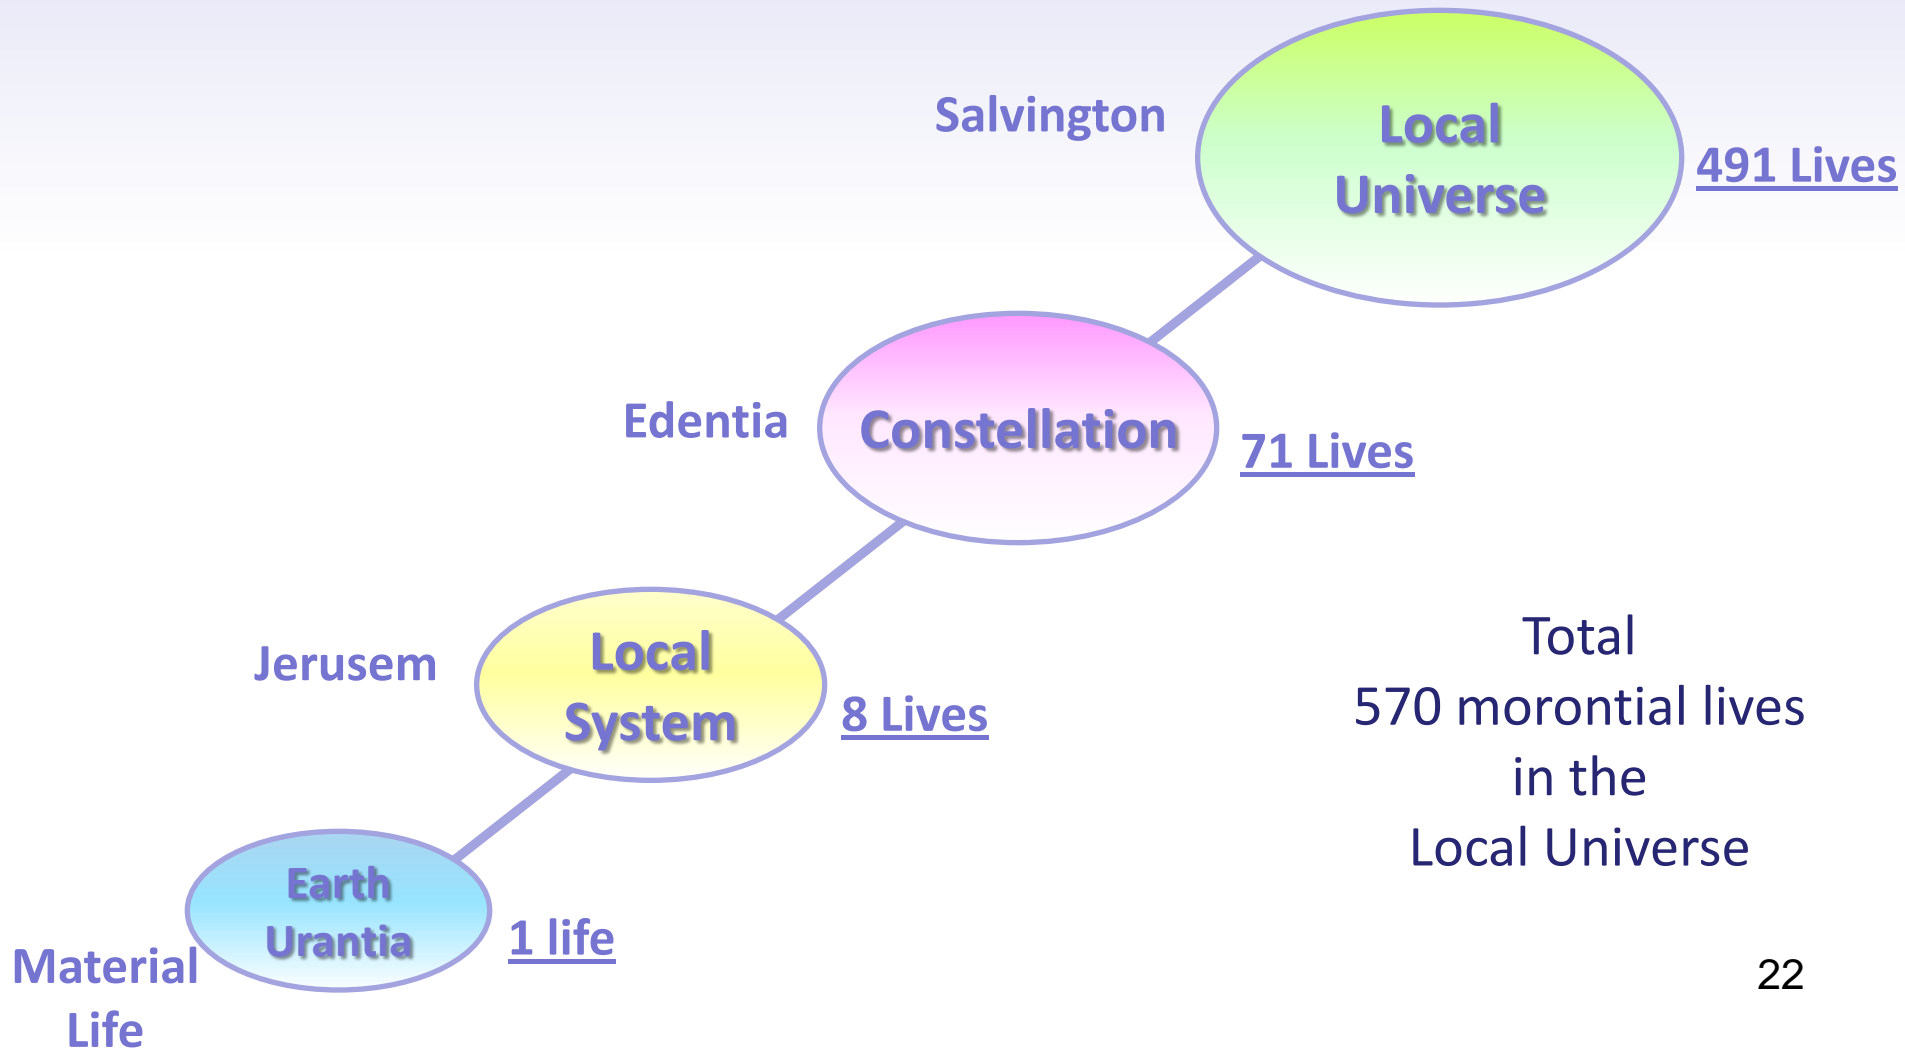 Salvington
Local
Universe
491 Lives
Edentia
Constellation
71 Lives
Jerusem
Local
System
8 Lives
Total
570 morontial lives
in the
Local Universe
Earth
Urantia
1 life
Material
Life
22